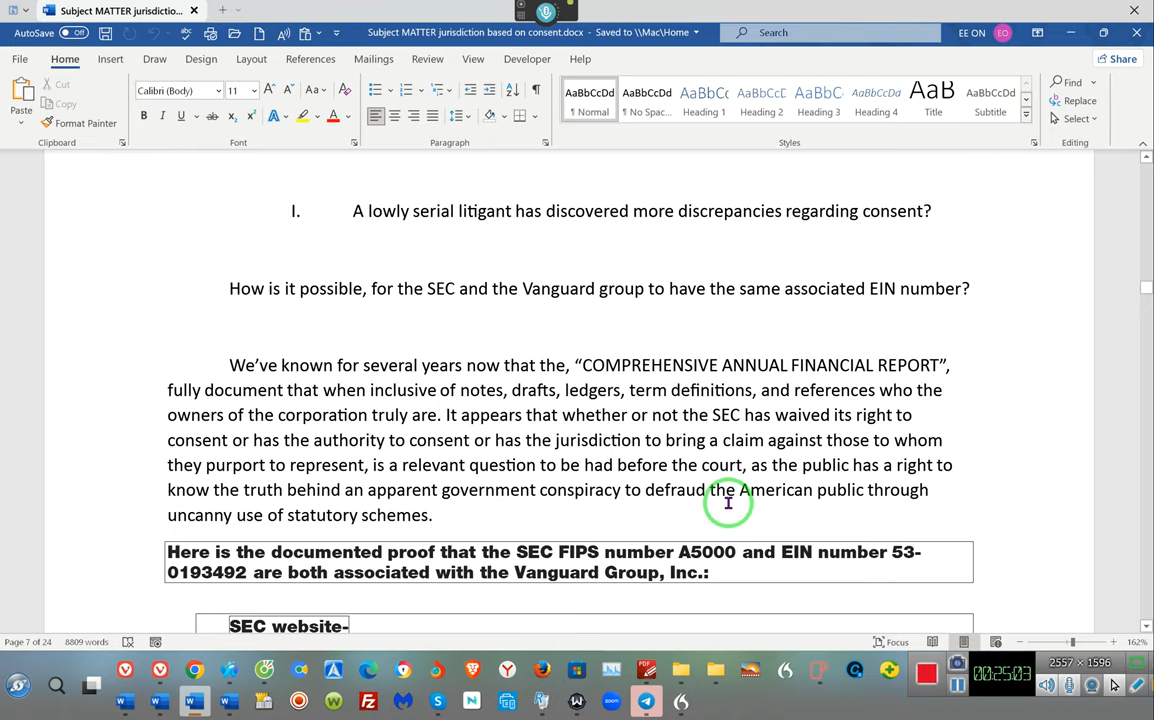 Subject MATTER jurisdictio...
AutoSave Off
Subject MATTER jurisdiction based on consent.docx - Saved to \\Mac\Home
Search
EE ON
EO
File Home Insert Draw Design Layout References Mailings Review View Developer Help
Share
Paste
Cut
Copy
Format Painter
Calibri (Body) 11
AaBbCcDd AaBbCcDd AaBbCc AaBbCcD AaBbCcDd AaBbCcDd AaB AaBbCcDd
¶ Normal ¶ No Spac... Heading 1 Heading 2 Heading 3 Heading 4 Title Subtitle
Find
Replace
Select
Clipboard Font Paragraph Styles Editing
I. A lowly serial litigant has discovered more discrepancies regarding consent?
How is it possible, for the SEC and the Vanguard group to have the same associated EIN number?
We’ve known for several years now that the, “COMPREHENSIVE ANNUAL FINANCIAL REPORT”,
fully document that when inclusive of notes, drafts, ledgers, term definitions, and references who the
owners of the corporation truly are. It appears that whether or not the SEC has waived its right to
consent or has the authority to consent or has the jurisdiction to bring a claim against those to whom
they purport to represent, is a relevant question to be had before the court, as the public has a right to
know the truth behind an apparent government conspiracy to defraud the American public through
uncanny use of statutory schemes.
Here is the documented proof that the SEC FIPS number A5000 and EIN number 53-
0193492 are both associated with the Vanguard Group, Inc.:
SEC website-
Page 7 of 24 8809 words Focus 162%
2557 × 1596
00:25:03